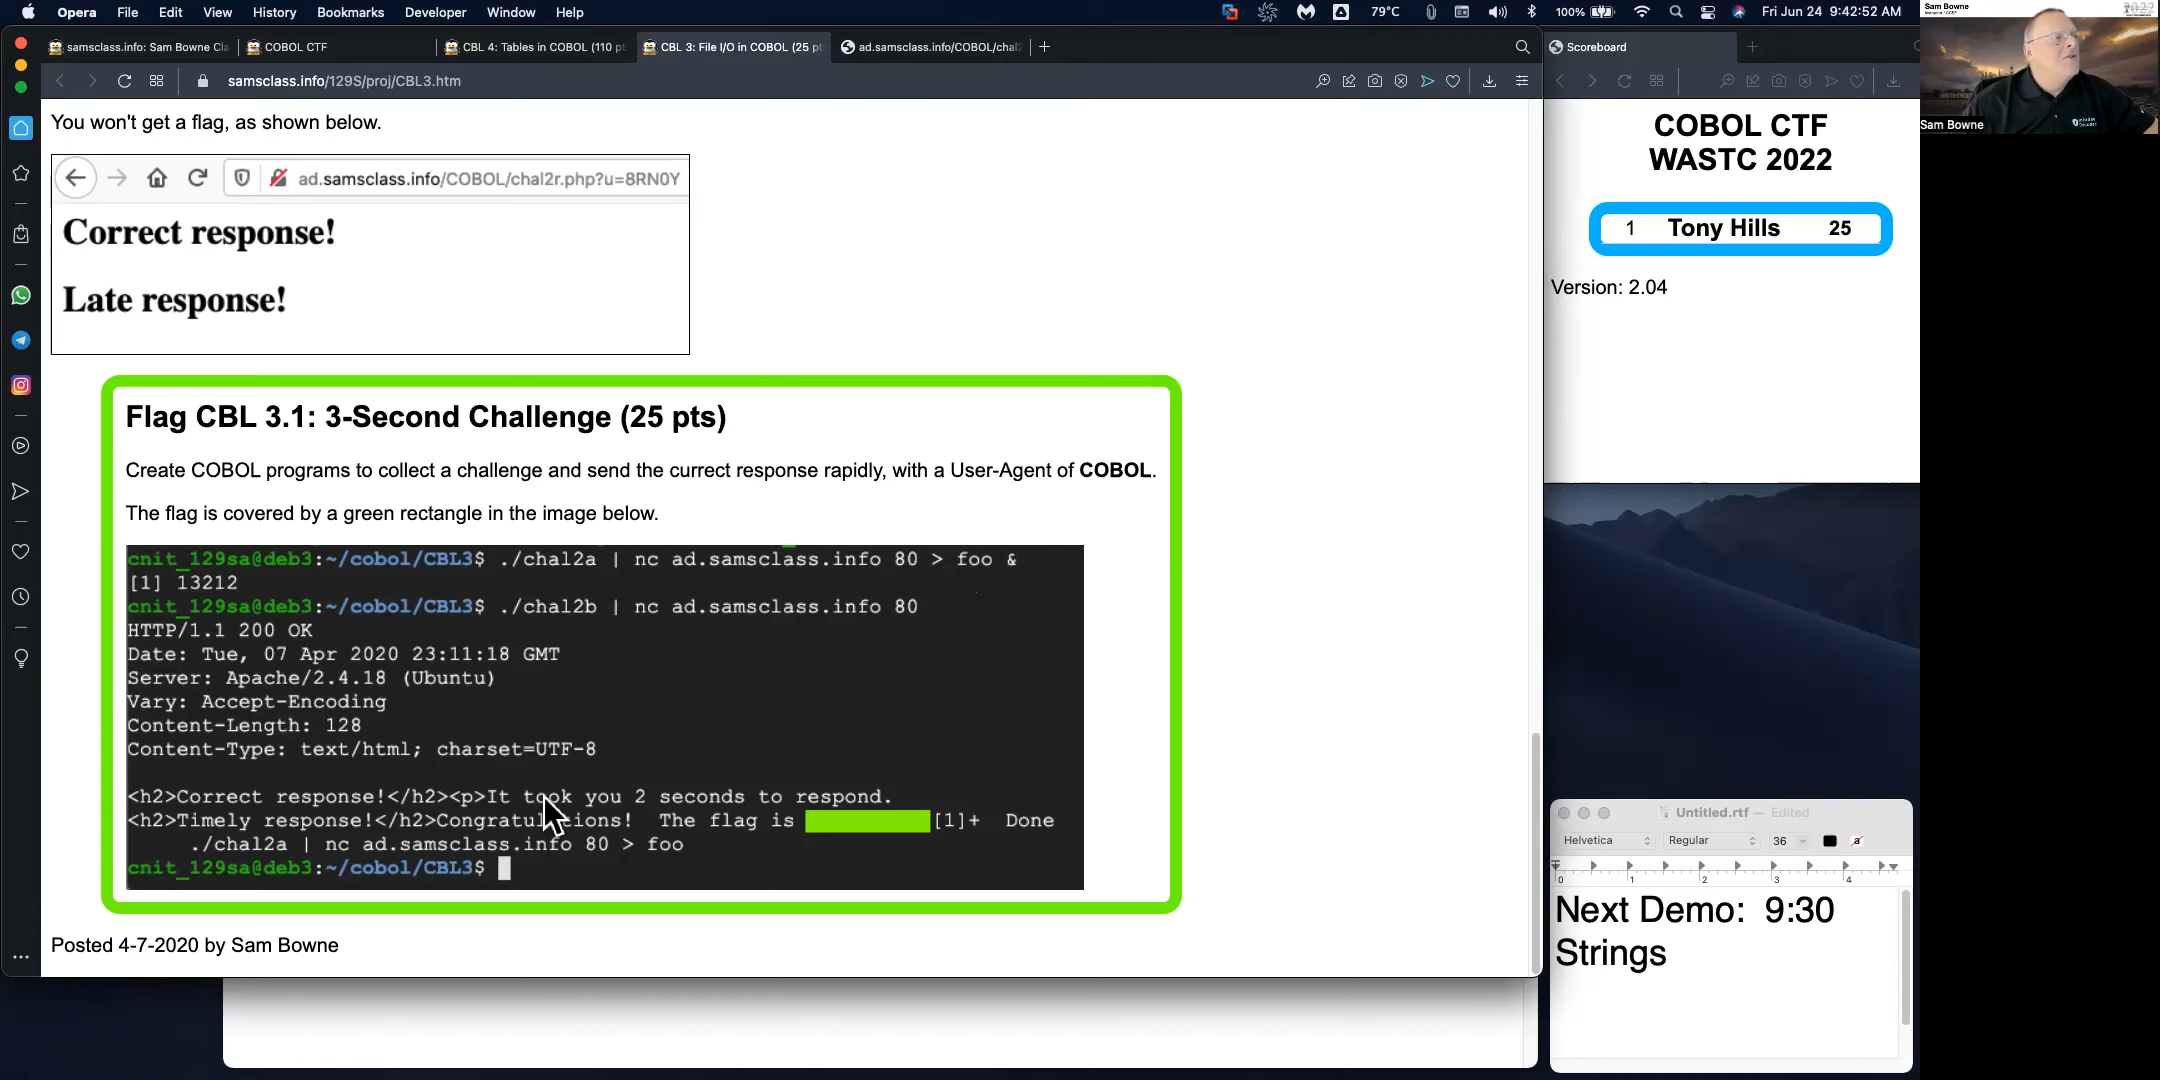 Opera File Edit View History Bookmarks Developer Window Help
79°C 100% Fri Jun 24 9:42:52 AM
samsclass.info: Sam Bowne Cla
COBOL CTF
CBL 4: Tables in COBOL (110 pt
CBL 3: File I/O in COBOL (25 pt
ad.samsclass.info/COBOL/chal2
samsclass.info/129S/proj/CBL3.htm
You won't get a flag, as shown below.
ad.samsclass.info/COBOL/chal2r.php?u=8RN0Y
Correct response!
Late response!
Flag CBL 3.1: 3-Second Challenge (25 pts)
Create COBOL programs to collect a challenge and send the currect response rapidly, with a User-Agent of COBOL.
The flag is covered by a green rectangle in the image below.
cnit_129sa@deb3:~/cobol/CBL3$ ./chal2a | nc ad.samsclass.info 80 > foo &
[1] 13212
cnit_129sa@deb3:~/cobol/CBL3$ ./chal2b | nc ad.samsclass.info 80
HTTP/1.1 200 OK
Date: Tue, 07 Apr 2020 23:11:18 GMT
Server: Apache/2.4.18 (Ubuntu)
Vary: Accept-Encoding
Content-Length: 128
Content-Type: text/html; charset=UTF-8
<h2>Correct response!</h2><p>It took you 2 seconds to respond.
<h2>Timely response!</h2>Congratulations! The flag is [1]+ Done
./chal2a | nc ad.samsclass.info 80 > foo
cnit_129sa@deb3:~/cobol/CBL3$
Posted 4-7-2020 by Sam Bowne
Scoreboard
COBOL CTF
WASTC 2022
1 Tony Hills 25
Version: 2.04
Untitled.rtf — Edited
Helvetica Regular 36
0 1 2 3 4
Next Demo: 9:30
Strings
Sam Bowne
2022
Sam Bowne